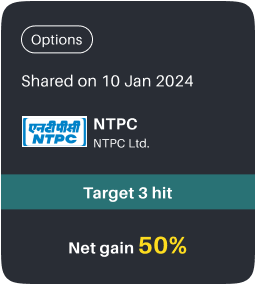 Options
Shared on 10 Jan 2024
एनटीपीसी
NTPC
NTPC
NTPC Ltd.
Target 3 hit
Net gain 50%